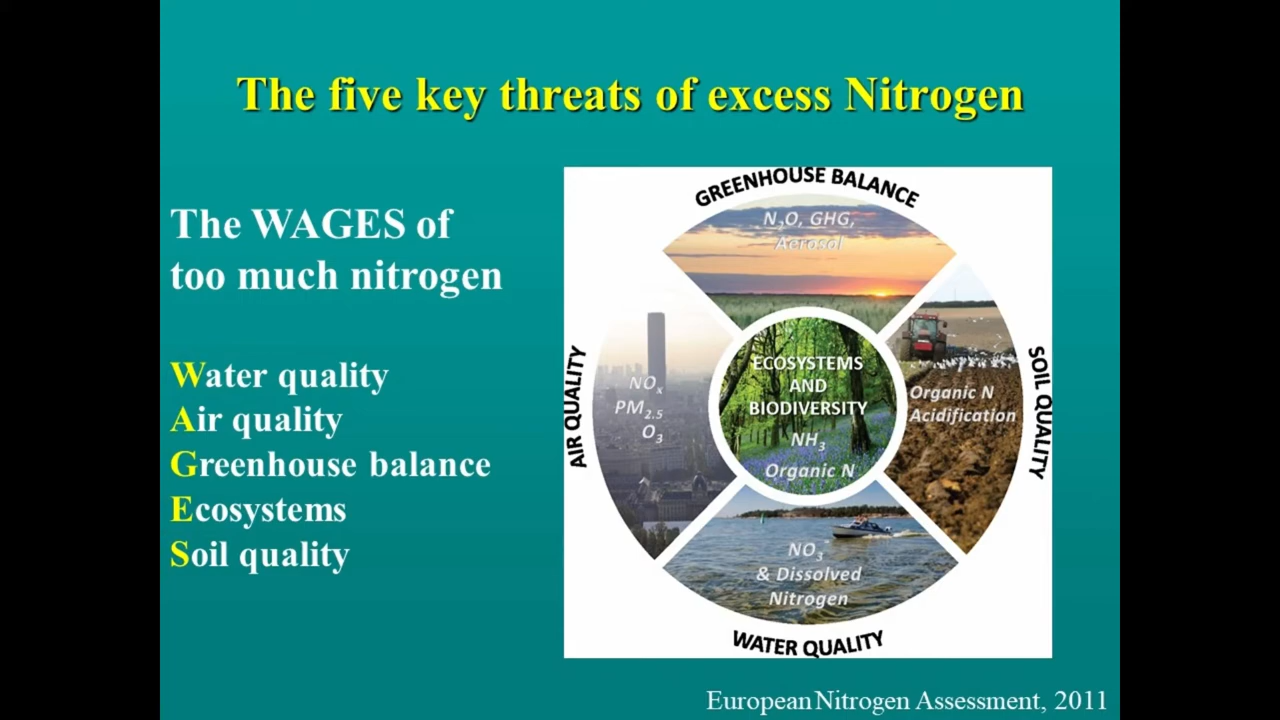 The five key threats of excess Nitrogen
The WAGES of
too much nitrogen
Water quality
Air quality
Greenhouse balance
Ecosystems
Soil quality
GREENHOUSE BALANCE
N₂O, GHG,
Aerosol
AIR QUALITY
NOₓ
PM₂.₅
O₃
ECOSYSTEMS
AND
BIODIVERSITY
NH₃
Organic N
Organic N
Acidification
SOIL QUALITY
NO₃⁻
& Dissolved
Nitrogen
WATER QUALITY
European Nitrogen Assessment, 2011